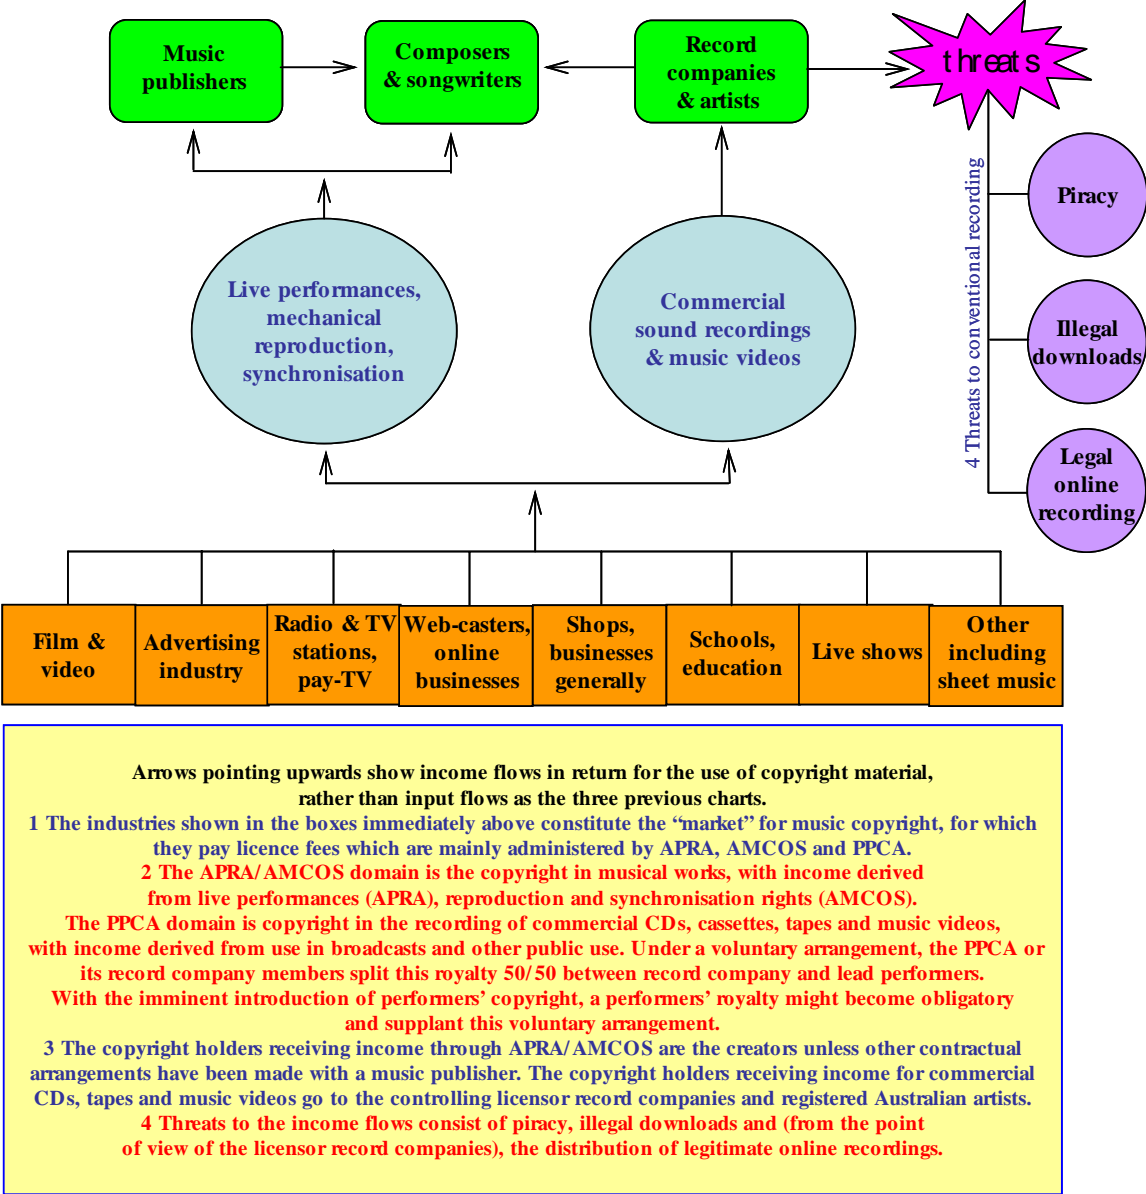 Music
publishers
Composers
& songwriters
Record
companies
& artists
threats
4 Threats to conventional recording
Piracy
Illegal
downloads
Legal
online
recording
Live performances,
mechanical
reproduction,
synchronisation
Commercial
sound recordings
& music videos
Film &
video
Advertising
industry
Radio & TV
stations,
pay-TV
Web-casters,
online
businesses
Shops,
businesses
generally
Schools,
education
Live shows
Other
including
sheet music
Arrows pointing upwards show income flows in return for the use of copyright material,
rather than input flows as the three previous charts.
1 The industries shown in the boxes immediately above constitute the “market” for music copyright, for which
they pay licence fees which are mainly administered by APRA, AMCOS and PPCA.
2 The APRA/AMCOS domain is the copyright in musical works, with income derived
from live performances (APRA), reproduction and synchronisation rights (AMCOS).
The PPCA domain is copyright in the recording of commercial CDs, cassettes, tapes and music videos,
with income derived from use in broadcasts and other public use. Under a voluntary arrangement, the PPCA or
its record company members split this royalty 50/50 between record company and lead performers.
With the imminent introduction of performers’ copyright, a performers’ royalty might become obligatory
and supplant this voluntary arrangement.
3 The copyright holders receiving income through APRA/AMCOS are the creators unless other contractual
arrangements have been made with a music publisher. The copyright holders receiving income for commercial
CDs, tapes and music videos go to the controlling licensor record companies and registered Australian artists.
4 Threats to the income flows consist of piracy, illegal downloads and (from the point
of view of the licensor record companies), the distribution of legitimate online recordings.